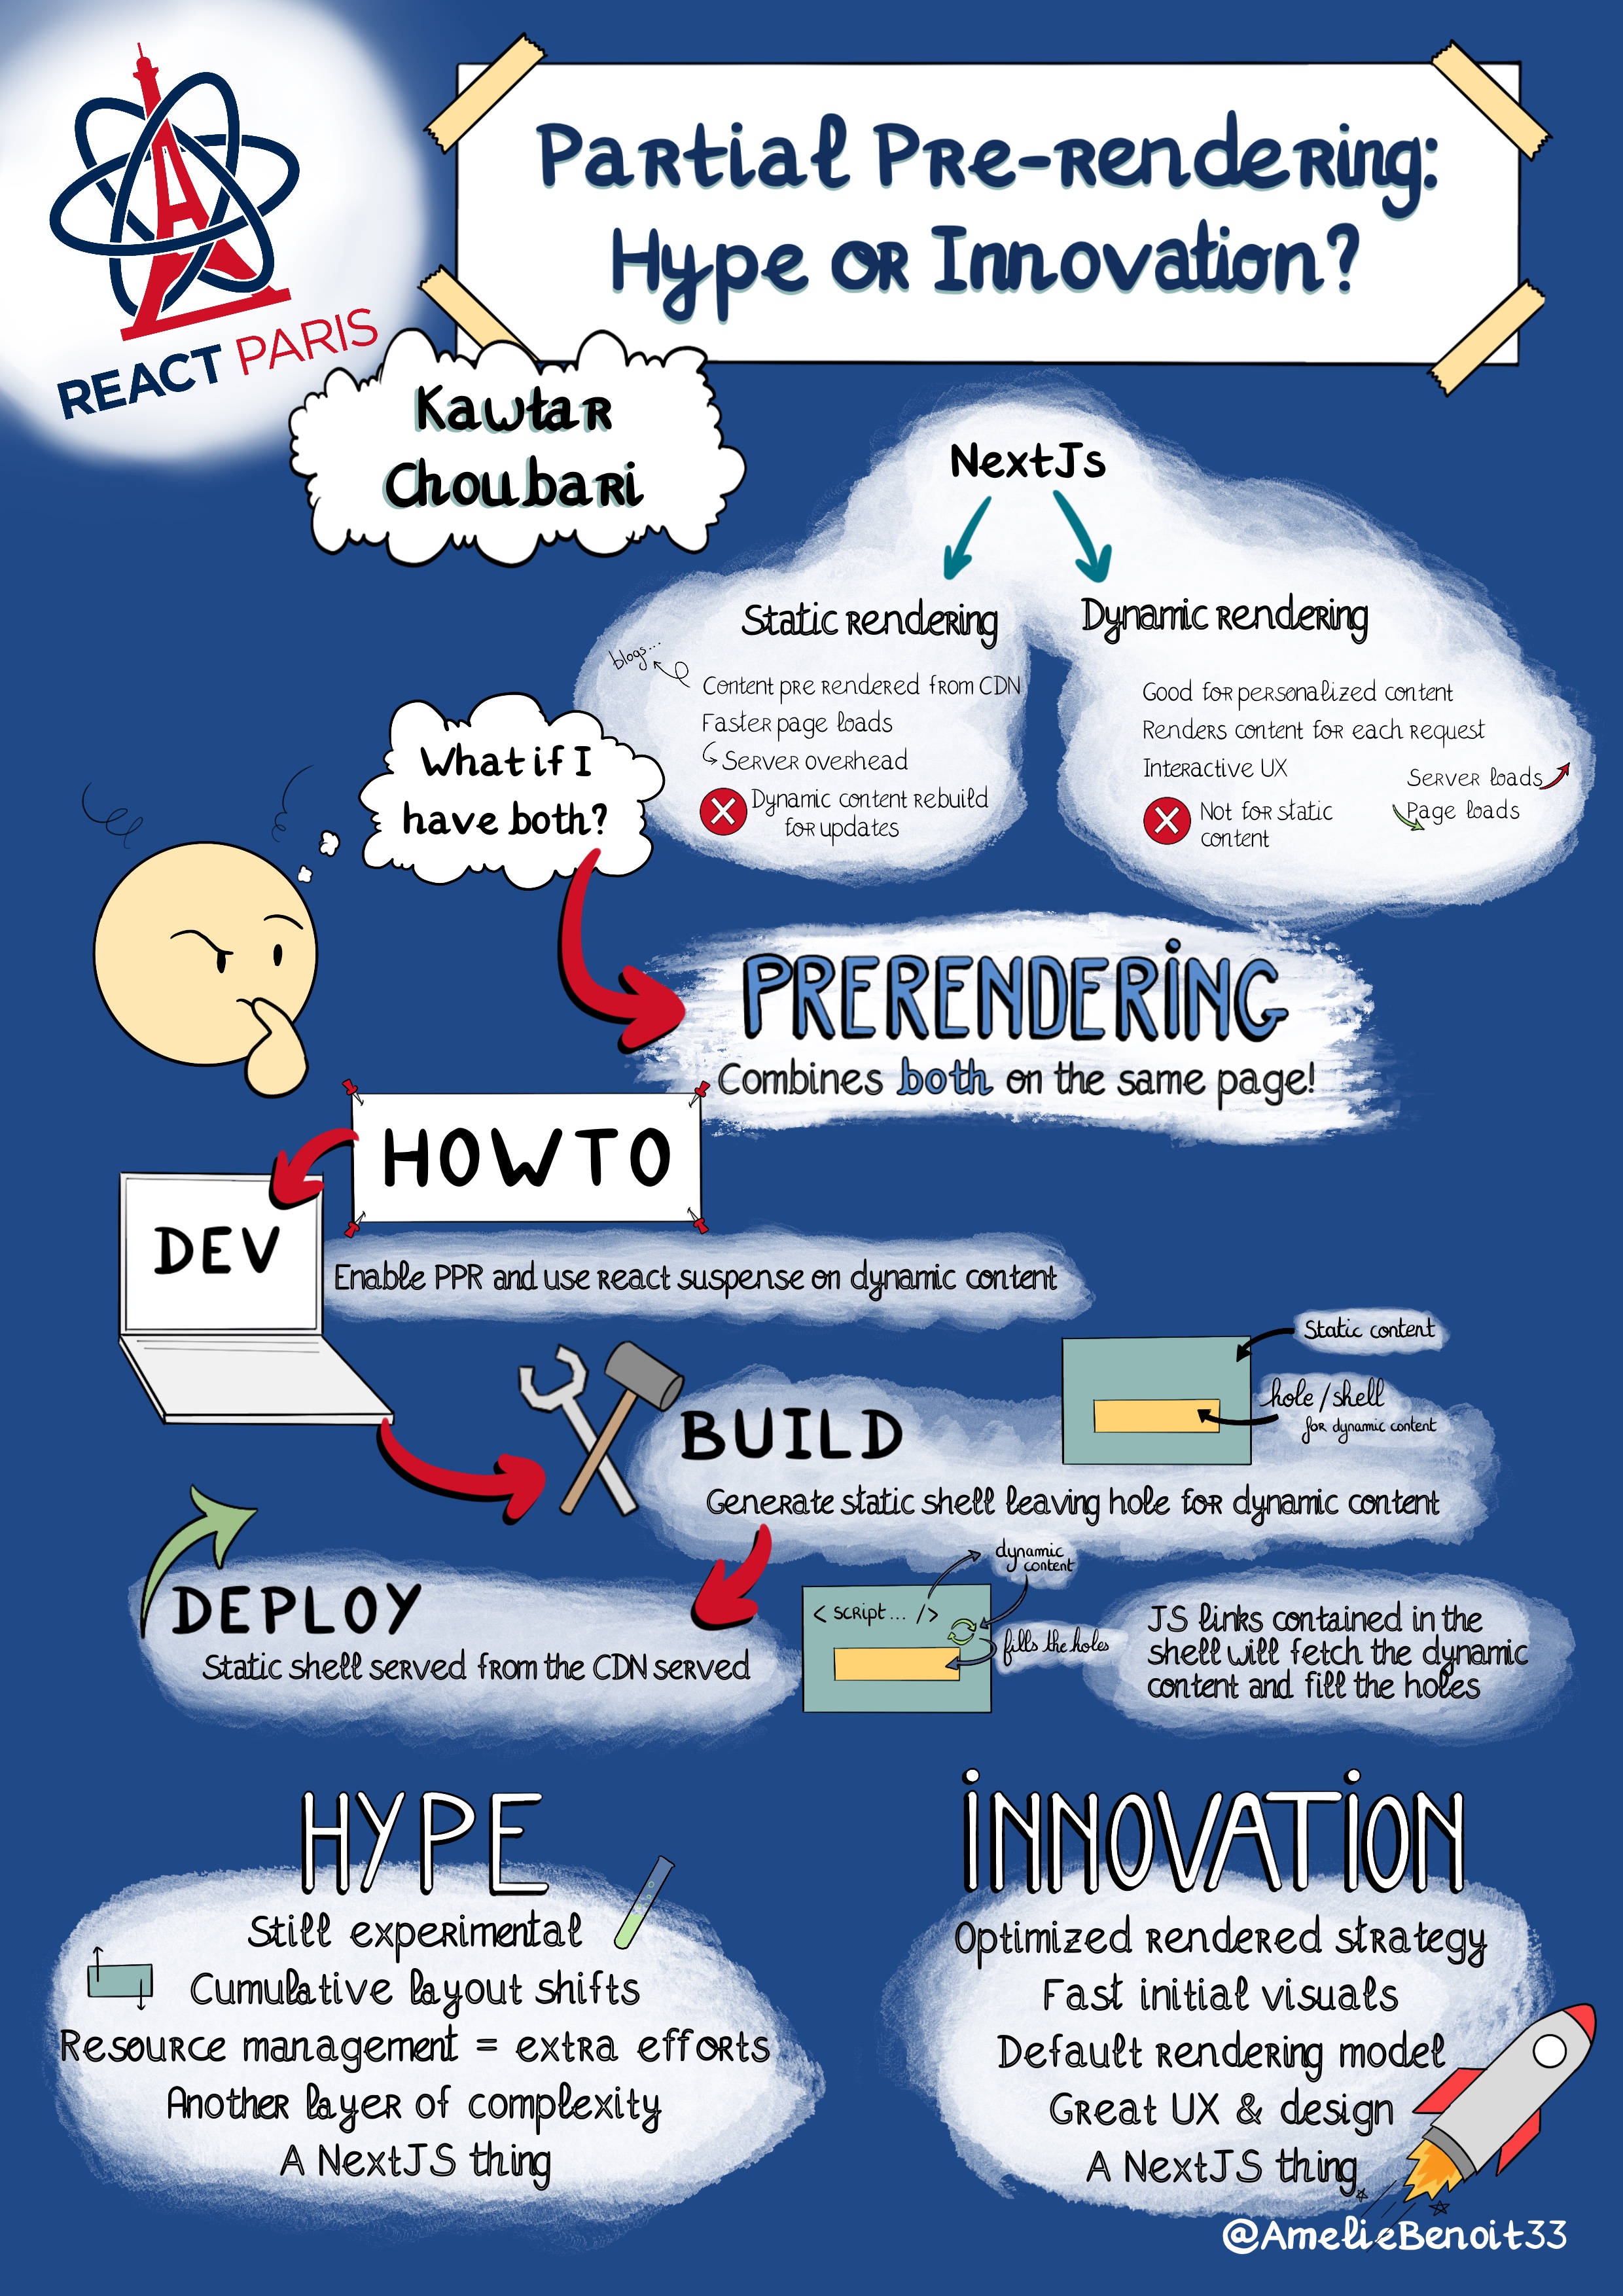 REACT PARIS
Partial Pre-rendering:
Hype or Innovation?
Kawtar
Choubari
NextJs
Static rendering
blogs...
Content pre rendered from CDN
Faster page loads
Server overhead
Dynamic content rebuild
for updates
Dynamic rendering
Good for personalized content
Renders content for each request
Interactive UX
Server loads
Page loads
Not for static
content
What if I
have both?
PRERENDERING
Combines both on the same page!
HOW TO
DEV
Enable PPR and use react suspense on dynamic content
BUILD
Static content
hole/shell
for dynamic content
Generate static shell leaving hole for dynamic content
DEPLOY
Static shell served from the CDN served
dynamic
content
< script... />
fills the holes
JS links contained in the
shell will fetch the dynamic
content and fill the holes
HYPE
Still experimental
Cumulative layout shifts
Resource management = extra efforts
Another layer of complexity
A NextJS thing
INNOVATION
Optimized rendered strategy
Fast initial visuals
Default rendering model
Great UX & design
A NextJS thing
@AmelieBenoit33